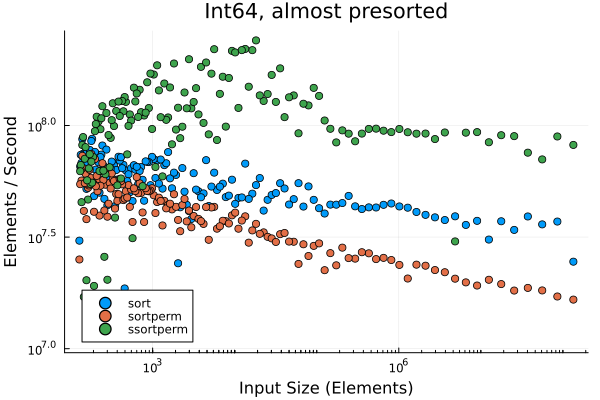 Int64, almost presorted
Elements / Second
10^8.0
10^7.5
10^7.0
sort
sortperm
ssortperm
10^3
10^6
Input Size (Elements)